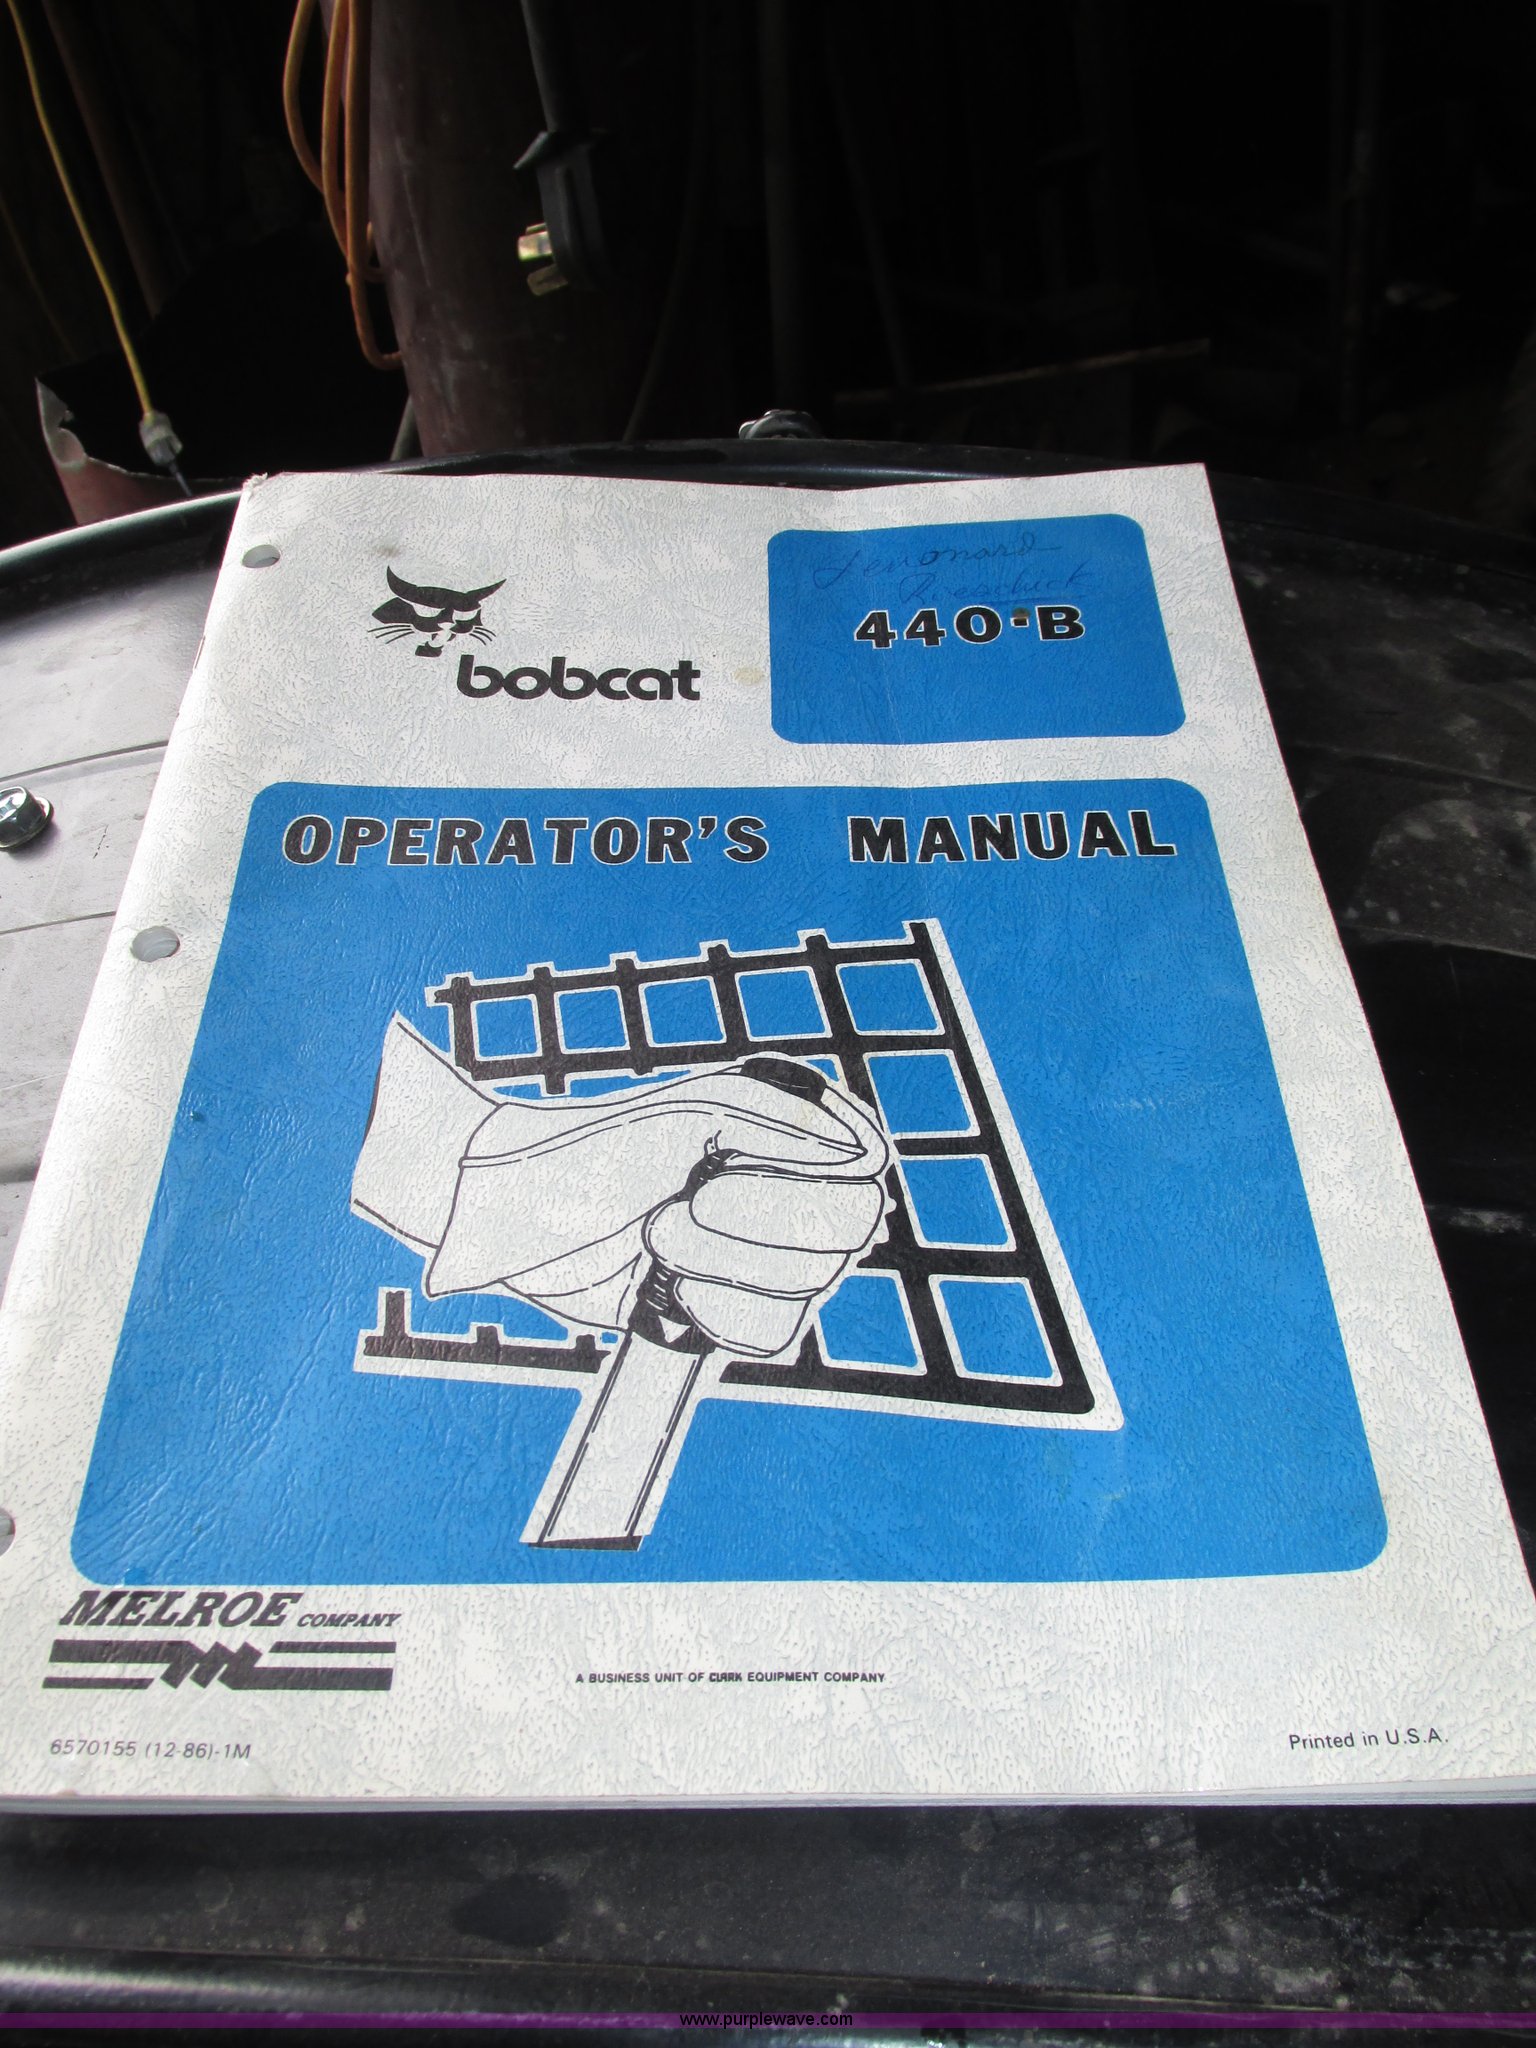 bobcat
440-B
OPERATOR'S MANUAL
MELROE COMPANY
A BUSINESS UNIT OF CLARK EQUIPMENT COMPANY
6570155 (12-86)-1M
Printed in U.S.A.
www.purplewave.com